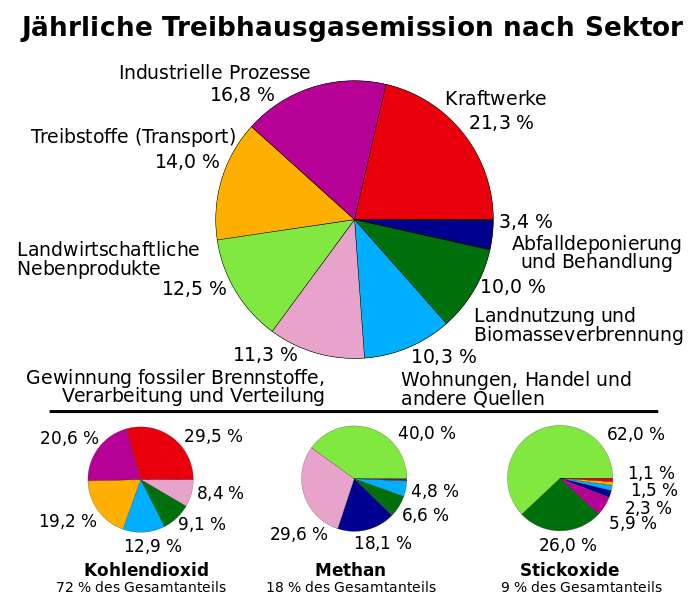 Jährliche Treibhausgasemission nach Sektor
Industrielle Prozesse
16,8 %
Kraftwerke
21,3 %
Treibstoffe (Transport)
14,0 %
3,4 %
Abfalldeponierung
und Behandlung
Landwirtschaftliche
Nebenprodukte
12,5 %
10,0 %
Landnutzung und
Biomasseverbrennung
11,3 %
10,3 %
Gewinnung fossiler Brennstoffe,
Verarbeitung und Verteilung
Wohnungen, Handel und
andere Quellen
20,6 %
29,5 %
8,4 %
19,2 %
9,1 %
12,9 %
Kohlendioxid
72 % des Gesamtanteils
40,0 %
4,8 %
6,6 %
29,6 %
18,1 %
Methan
18 % des Gesamtanteils
62,0 %
1,1 %
1,5 %
2,3 %
5,9 %
26,0 %
Stickoxide
9 % des Gesamtanteils